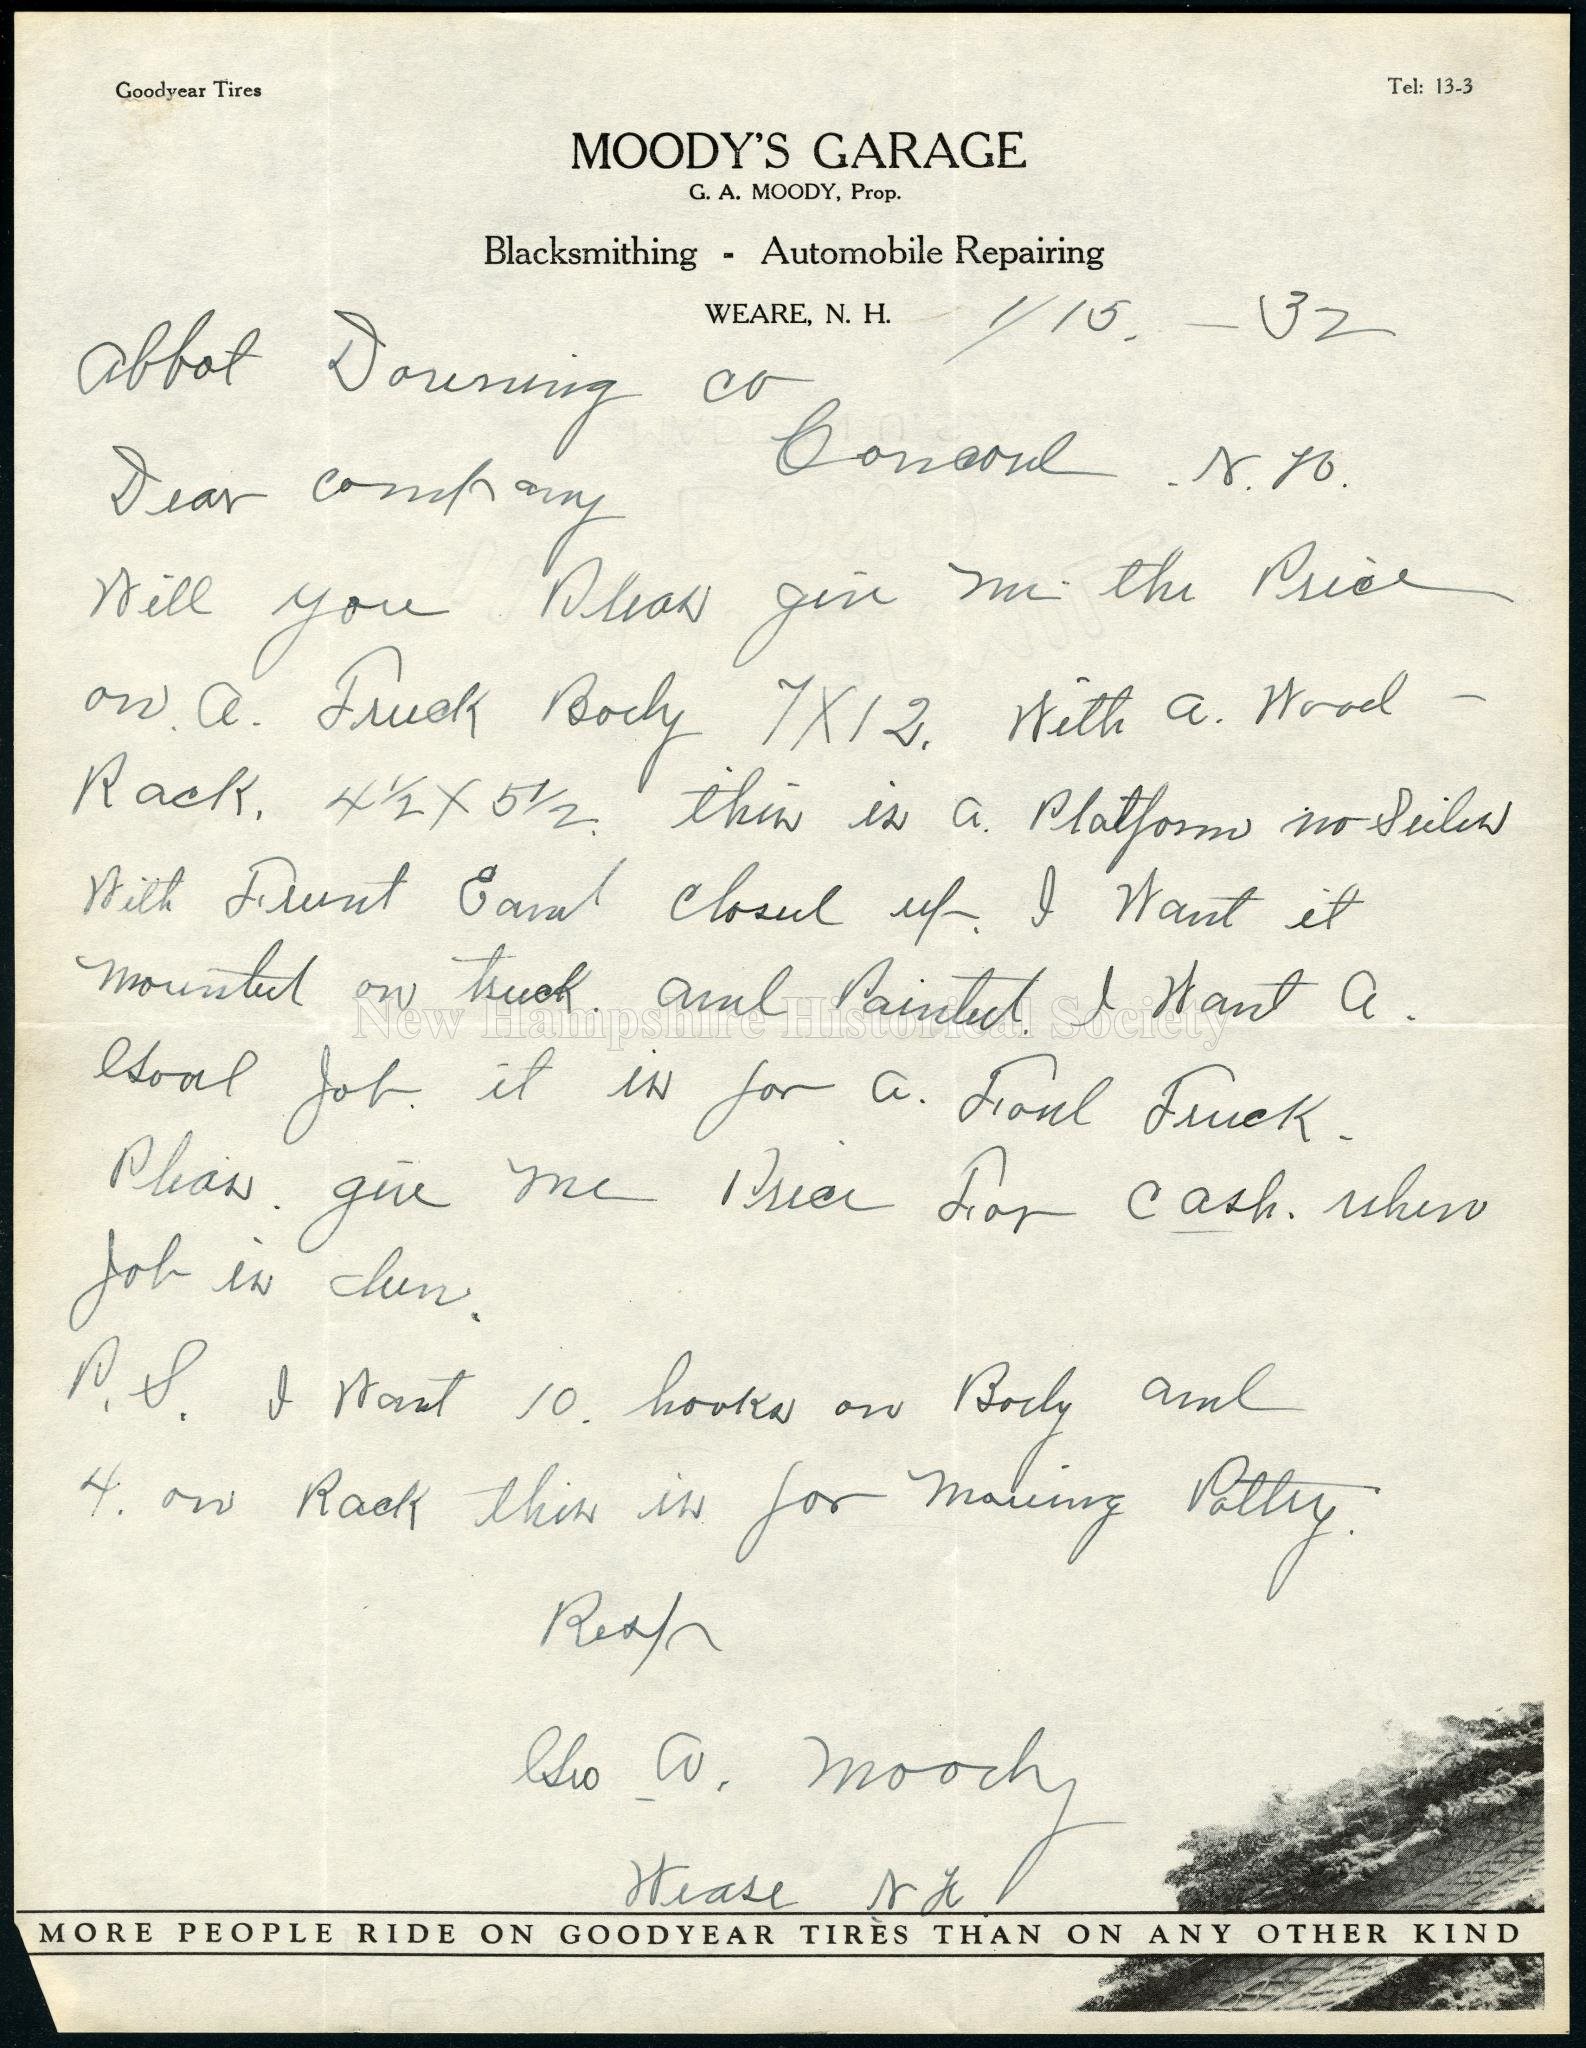 Goodyear Tires
Tel: 13-3
MOODY'S GARAGE
G. A. MOODY, Prop.
Blacksmithing - Automobile Repairing
WEARE, N. H. 1/15. - 32
Abbot Downing co
Concord . N. H.
Dear company
Will you Pleas give me the Price
on. a. Truck Body 7X12. With a. Wood -
Rack. 4½ X 5½. this is a. Platform no Sides
With Frunt Eand closed up. I Want it
mounted on truck. and Painted. I Want a.
Good Job. it is for a. Ford Truck.
Pleas. give me Price For cash. when
Job is dun.
P. S. I Want 10. hooks on Body and
4. on Rack this is for moving Poltry.
Resp
Geo A. Moody
Weare N H
New Hampshire Historical Society
MORE PEOPLE RIDE ON GOODYEAR TIRES THAN ON ANY OTHER KIND